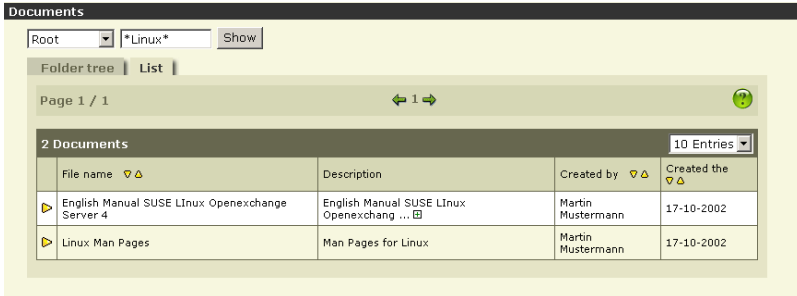 Documents
Root *Linux* Show
Folder tree List
Page 1 / 1 1 ?
2 Documents 10 Entries
File name Description Created by Created the
English Manual SUSE LInux Openexchange
Server 4
English Manual SUSE LInux
Openexchang ...
Martin
Mustermann
17-10-2002
Linux Man Pages
Man Pages for Linux
Martin
Mustermann
17-10-2002